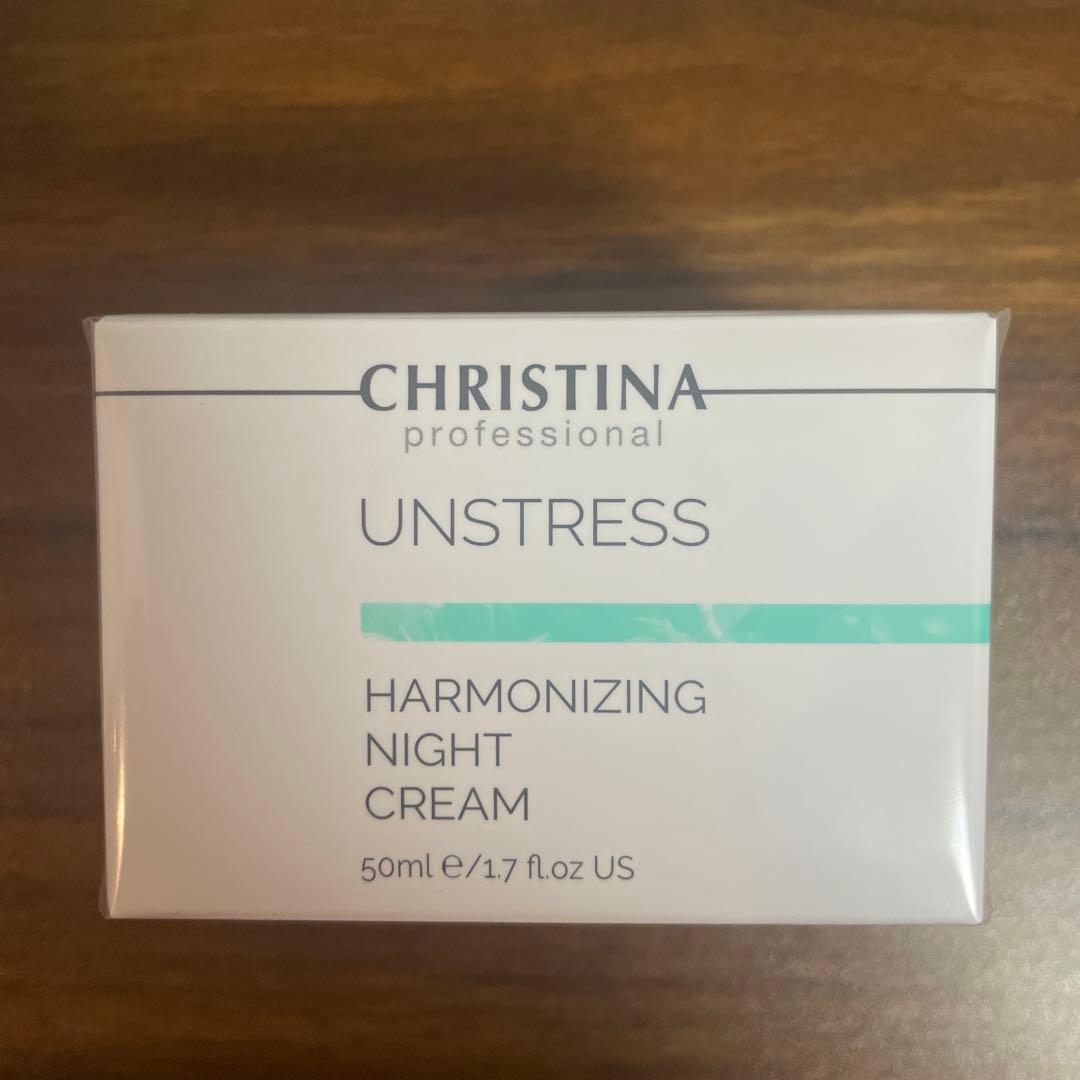 CHRISTINA
professional
UNSTRESS
HARMONIZING
NIGHT
CREAM
50ml ℮/1.7 fl.oz US